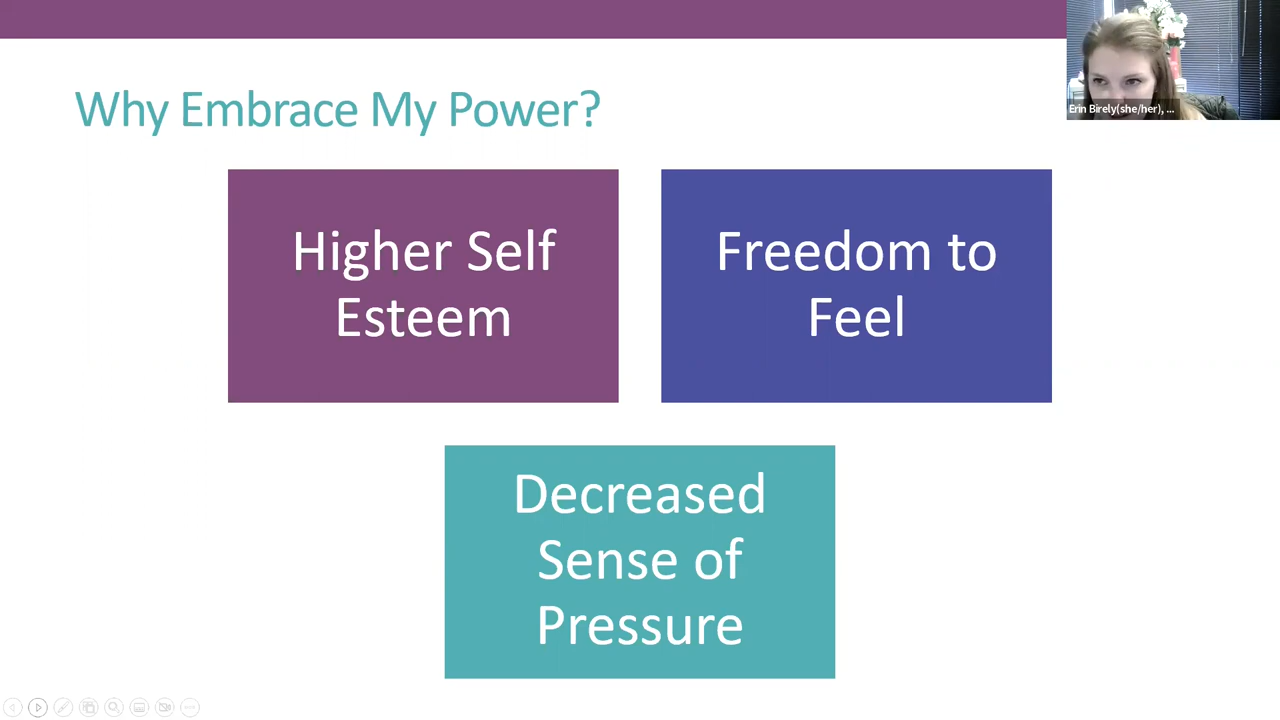 Why Embrace My Power?
Erin Birely(she/her), ...
Higher Self
Esteem
Freedom to
Feel
Decreased
Sense of
Pressure